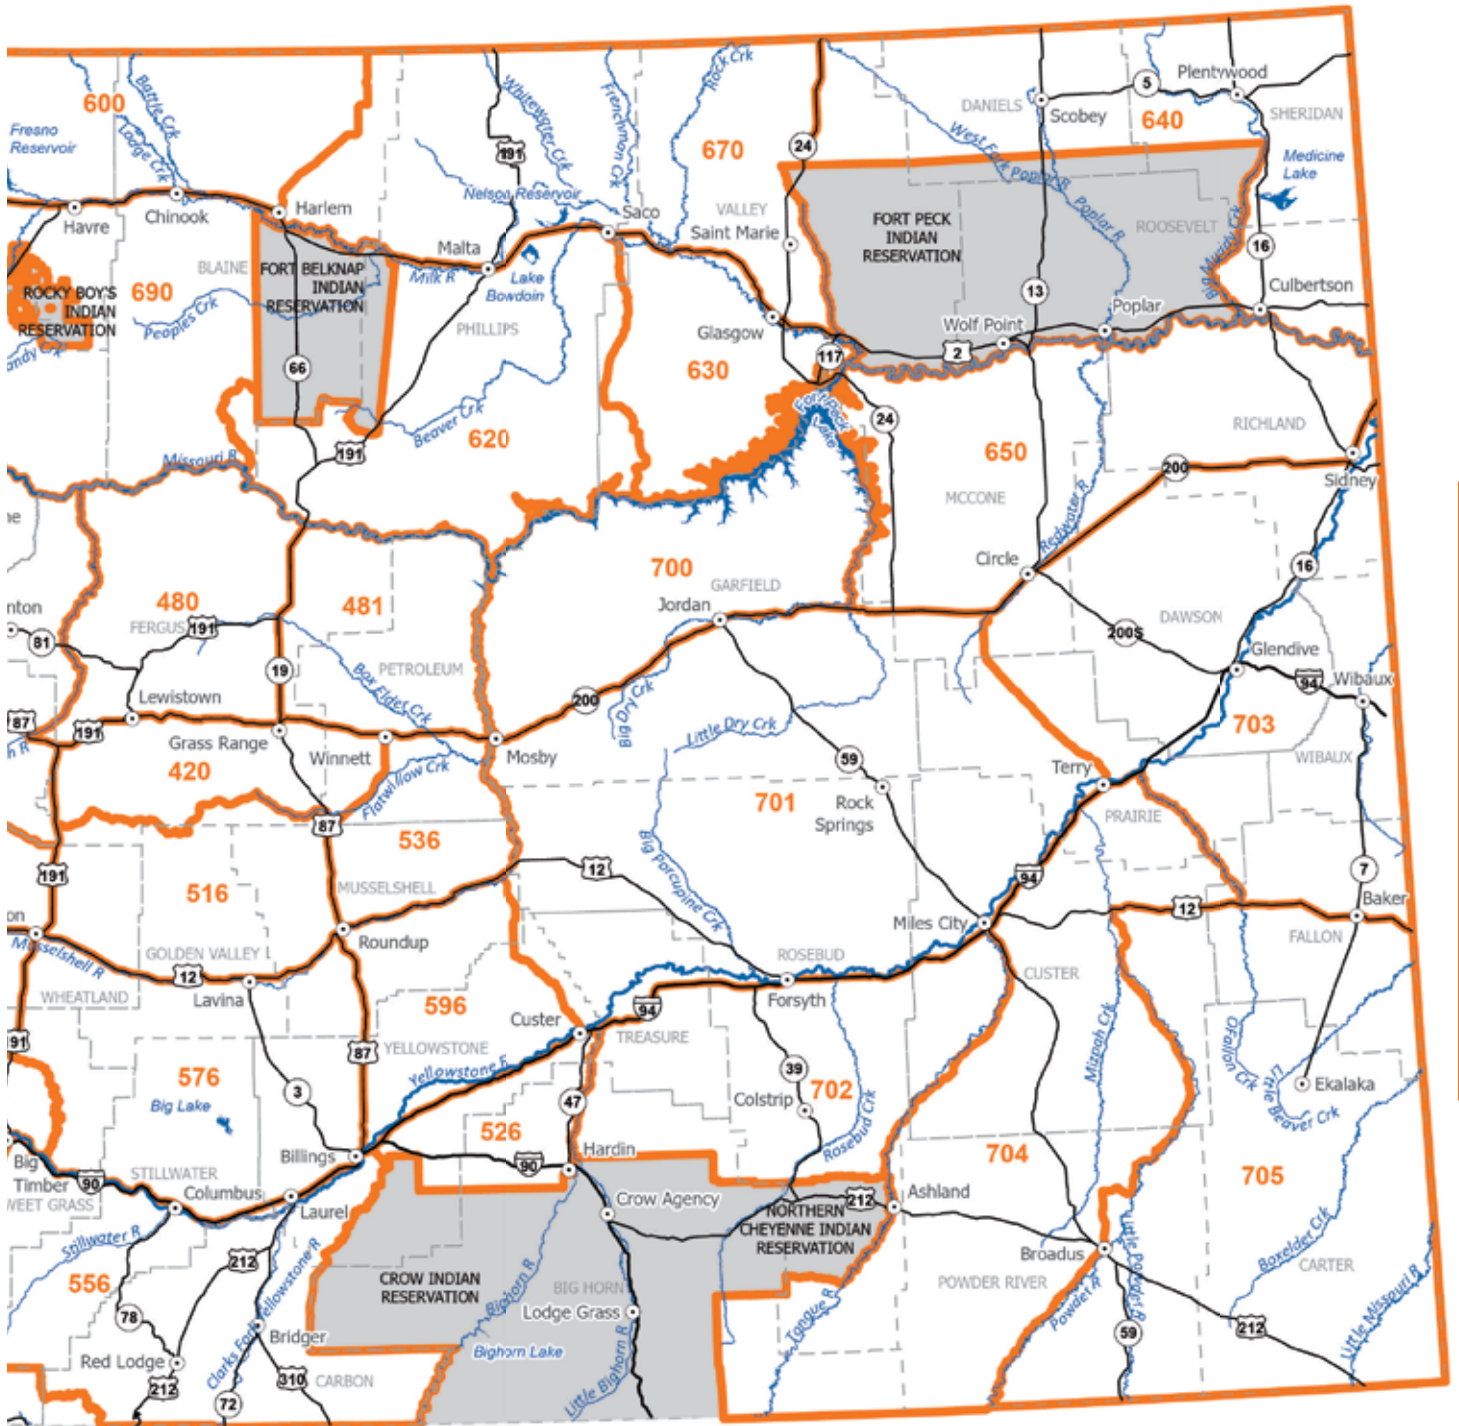 600
Battle Crk
Lodge Crk
Fresno
Reservoir
Whitewater Crk
Frenchman Crk
Rock Crk
191
670
24
DANIELS
Scobey
5
Plentywood
640
SHERIDAN
West Fork Poplar R
Medicine
Lake
Havre
Chinook
Harlem
Nelson Reservoir
Saco
VALLEY
Saint Marie
FORT PECK
INDIAN
RESERVATION
Poplar R
ROOSEVELT
Big Muddy Crk
16
Malta
Milk R
Lake
Bowdoin
BLAINE
FORT BELKNAP
INDIAN
RESERVATION
ROCKY BOY'S
INDIAN
RESERVATION
690
Peoples Crk
andy Crk
PHILLIPS
Glasgow
13
Wolf Point
Poplar
Culbertson
2
117
66
630
Fort Peck
Lake
24
Beaver Crk
620
191
Missouri R
650
MCCONE
RICHLAND
200
Sidney
Redwater R
ne
700
GARFIELD
Circle
16
480
FERGUS
191
481
Jordan
nton
81
200S
DAWSON
Glendive
94
Wibaux
PETROLEUM
Box Elder Crk
19
Lewistown
87
191
n R
Grass Range
Winnett
Mosby
200
Big Dry Crk
Little Dry Crk
59
703
WIBAUX
420
Flatwillow Crk
87
Terry
PRAIRIE
701
Rock
Springs
536
Big Porcupine Crk
12
191
516
MUSSELSHELL
94
7
Baker
12
FALLON
on
Musselshell R
Roundup
GOLDEN VALLEY
12
Lavina
WHEATLAND
Miles City
ROSEBUD
Forsyth
CUSTER
596
Custer
94
TREASURE
91
87
YELLOWSTONE
Yellowstone R
576
Big Lake
3
47
39
702
Colstrip
Rosebud Crk
Mizpah Crk
OFallon Crk
Little Beaver Crk
Ekalaka
526
Billings
90
Hardin
704
705
Big
Timber
90
STILLWATER
Columbus
Laurel
WEET GRASS
Stillwater R
Crow Agency
212
Ashland
NORTHERN
CHEYENNE INDIAN
RESERVATION
Broadus
Little Powder R
Boxelder Crk
CARTER
556
212
Clarks Fork Yellowstone R
CROW INDIAN
RESERVATION
Bighorn R
BIG HORN
Lodge Grass
POWDER RIVER
Powder R
Tongue R
78
Bridger
59
212
Little Missouri R
Red Lodge
212
72
310
CARBON
Bighorn Lake
Little Bighorn R